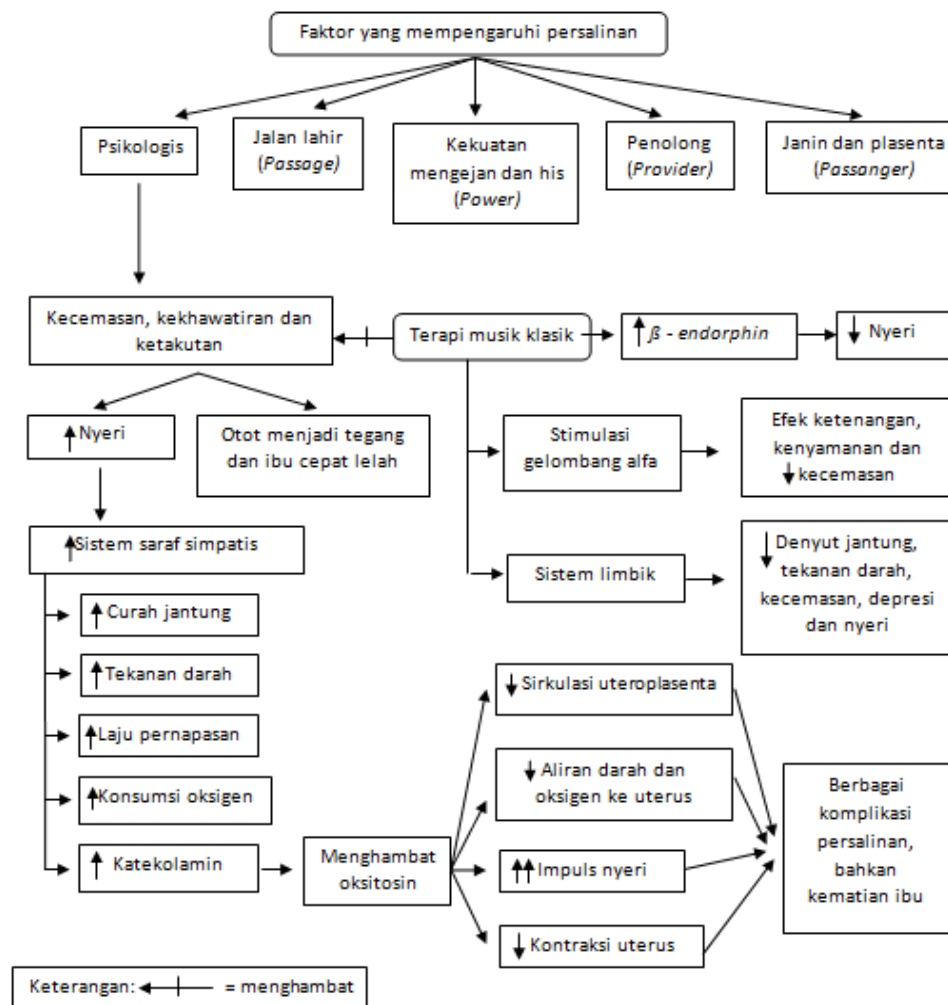 Faktor yang mempengaruhi persalinan
Psikologis
Jalan lahir
(Passage)
Kekuatan
mengejan dan his
(Power)
Penolong
(Provider)
Janin dan plasenta
(Passanger)
Kecemasan, kekhawatiran dan
ketakutan
Terapi musik klasik
↑ β - endorphin
↓ Nyeri
↑ Nyeri
Otot menjadi tegang
dan ibu cepat lelah
Stimulasi
gelombang alfa
Efek ketenangan,
kenyamanan dan
↓ kecemasan
↑ Sistem saraf simpatis
Sistem limbik
↓ Denyut jantung,
tekanan darah,
kecemasan, depresi
dan nyeri
↑ Curah jantung
↑ Tekanan darah
↑ Laju pernapasan
↑ Konsumsi oksigen
↑ Katekolamin
Menghambat
oksitosin
↓ Sirkulasi uteroplasenta
↓ Aliran darah dan
oksigen ke uterus
↑↑ Impuls nyeri
↓ Kontraksi uterus
Berbagai
komplikasi
persalinan,
bahkan
kematian ibu
Keterangan: = menghambat